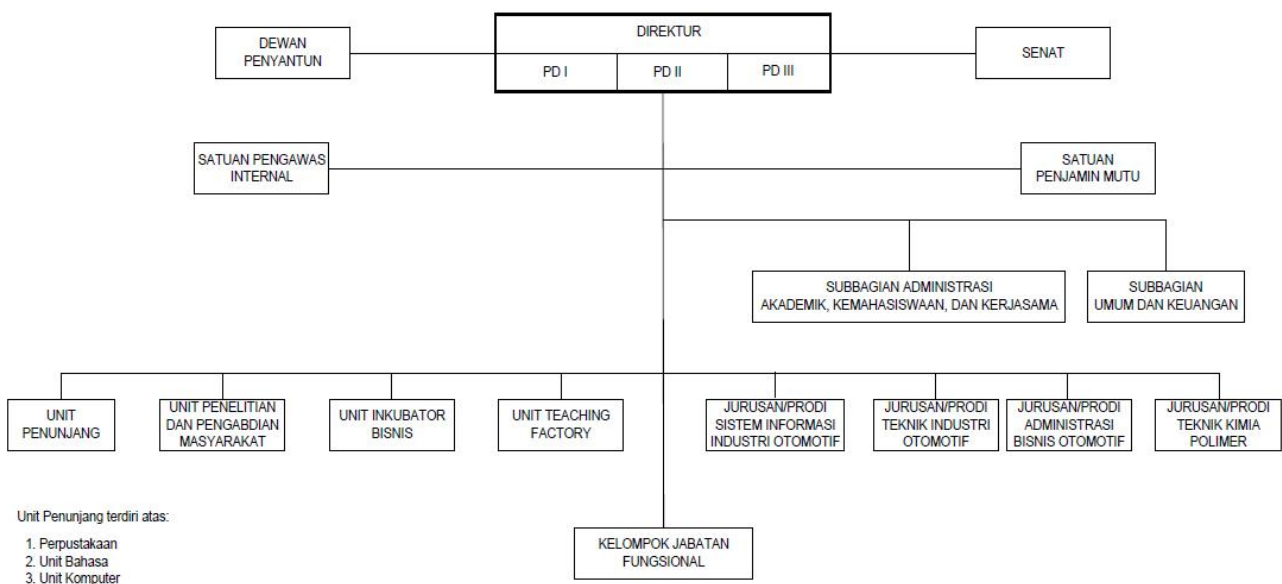 DIREKTUR
DEWAN
PENYANTUN
PD I
PD II
PD III
SENAT
SATUAN PENGAWAS
INTERNAL
SATUAN
PENJAMIN MUTU
SUBBAGIAN ADMINISTRASI
AKADEMIK, KEMAHASISWAAN, DAN KERJASAMA
SUBBAGIAN
UMUM DAN KEUANGAN
UNIT
PENUNJANG
UNIT PENELITIAN
DAN PENGABDIAN
MASYARAKAT
UNIT INKUBATOR
BISNIS
UNIT TEACHING
FACTORY
JURUSAN/PRODI
SISTEM INFORMASI
INDUSTRI OTOMOTIF
JURUSAN/PRODI
TEKNIK INDUSTRI
OTOMOTIF
JURUSAN/PRODI
ADMINISTRASI
BISNIS OTOMOTIF
JURUSAN/PRODI
TEKNIK KIMIA
POLIMER
Unit Penunjang terdiri atas:
1. Perpustakaan
2. Unit Bahasa
3. Unit Komputer
KELOMPOK JABATAN
FUNGSIONAL